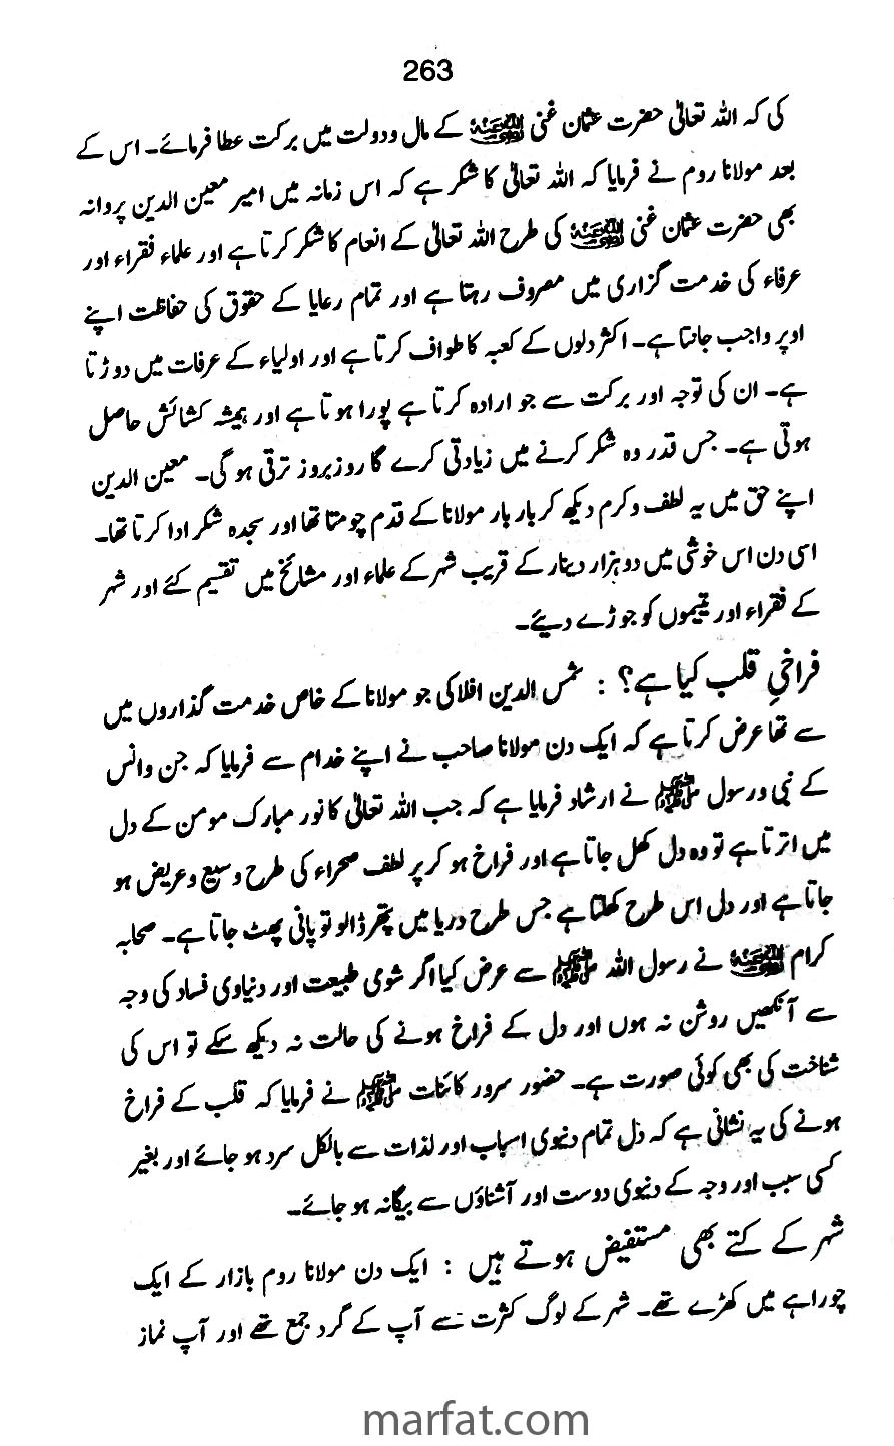 263
کی کہ اللہ تعالیٰ حضرت عثمان غنی رضی اللہ عنہ کے مال و دولت میں برکت عطا فرمائے۔ اس کے
بعد مولانا روم نے فرمایا کہ اللہ تعالیٰ کا شکر ہے کہ اس زمانہ میں امیر معین الدین پروانہ
بھی حضرت عثمان غنی رضی اللہ عنہ کی طرح اللہ تعالیٰ کے انعام کا شکر کرتا ہے اور علماء فقراء اور
عرفاء کی خدمت گزاری میں مصروف رہتا ہے اور تمام رعایا کے حقوق کی حفاظت اپنے
اوپر واجب جانتا ہے۔ اکثر دلوں کے کعبہ کا طواف کرتا ہے اور اولیاء کے عرفات میں دوڑتا
ہے۔ ان کی توجہ اور برکت سے جو ارادہ کرتا ہے پورا ہوتا ہے اور ہمیشہ کشائش حاصل
ہوتی ہے۔ جس قدر وہ شکر کرنے میں زیادتی کرے گا روز بروز ترقی ہو گی۔ معین الدین
اپنے حق میں یہ لطف و کرم دیکھ کر بار بار مولانا کے قدم چومتا تھا اور سجدہ شکر ادا کرتا تھا۔
اسی دن اس خوشی میں دو ہزار دینار کے قریب شہر کے علماء اور مشائخ میں تقسیم کئے اور شہر
کے فقراء اور یتیموں کو جوڑے دیئے۔
فراخیِ قلب کیا ہے؟ : شمس الدین افلاکی جو مولانا کے خاص خدمت گذاروں میں
سے تھا عرض کرتا ہے کہ ایک دن مولانا صاحب نے اپنے خدام سے فرمایا کہ جن و انس
کے نبی و رسول ﷺ نے ارشاد فرمایا ہے کہ جب اللہ تعالیٰ کا نور مبارک مومن کے دل
میں اترتا ہے تو وہ دل کھل جاتا ہے اور فراخ ہو کر پر لطف صحراء کی طرح وسیع و عریض ہو
جاتا ہے اور دل اس طرح کھلتا ہے جس طرح دریا میں پتھر ڈالو تو پانی پھٹ جاتا ہے۔ صحابہ
کرام رضی اللہ عنہم نے رسول اللہ ﷺ سے عرض کیا اگر شومی طبیعت اور دنیاوی فساد کی وجہ
سے آنکھیں روشن نہ ہوں اور دل کے فراخ ہونے کی حالت نہ دیکھ سکے تو اس کی
شناخت کی بھی کوئی صورت ہے۔ حضور سرور کائنات ﷺ نے فرمایا کہ قلب کے فراخ
ہونے کی یہ نشانی ہے کہ دل تمام دنیوی اسباب اور لذات سے بالکل سرد ہو جائے اور بغیر
کسی سبب اور وجہ کے دنیوی دوست اور آشناؤں سے بیگانہ ہو جائے۔
شہر کے کتے بھی مستفیض ہوتے ہیں : ایک دن مولانا روم بازار کے ایک
چوراہے میں کھڑے تھے۔ شہر کے لوگ کثرت سے آپ کے گرد جمع تھے اور آپ نماز
marfat.com